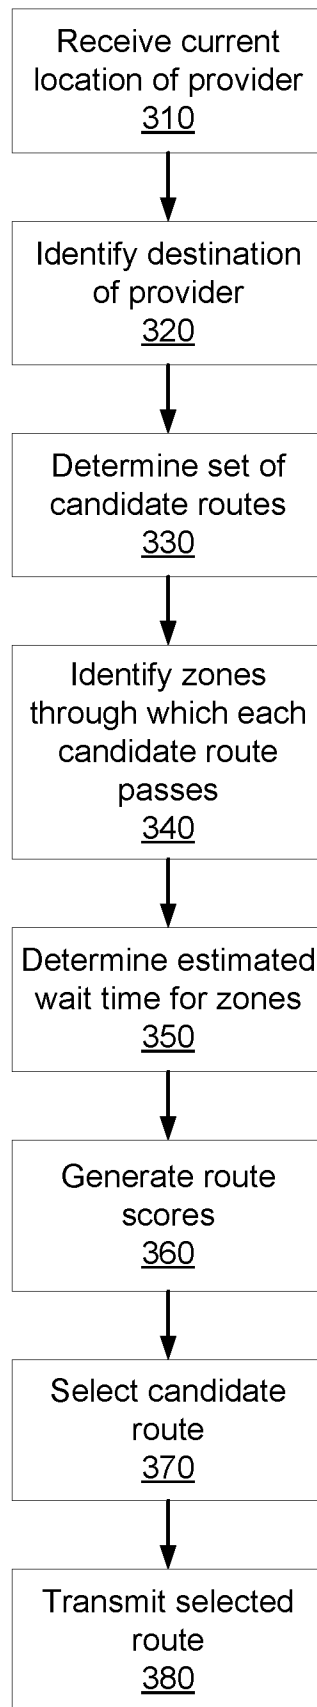 Receive current
location of provider
310
Identify destination
of provider
320
Determine set of
candidate routes
330
Identify zones
through which each
candidate route
passes
340
Determine estimated
wait time for zones
350
Generate route
scores
360
Select candidate
route
370
Transmit selected
route
380